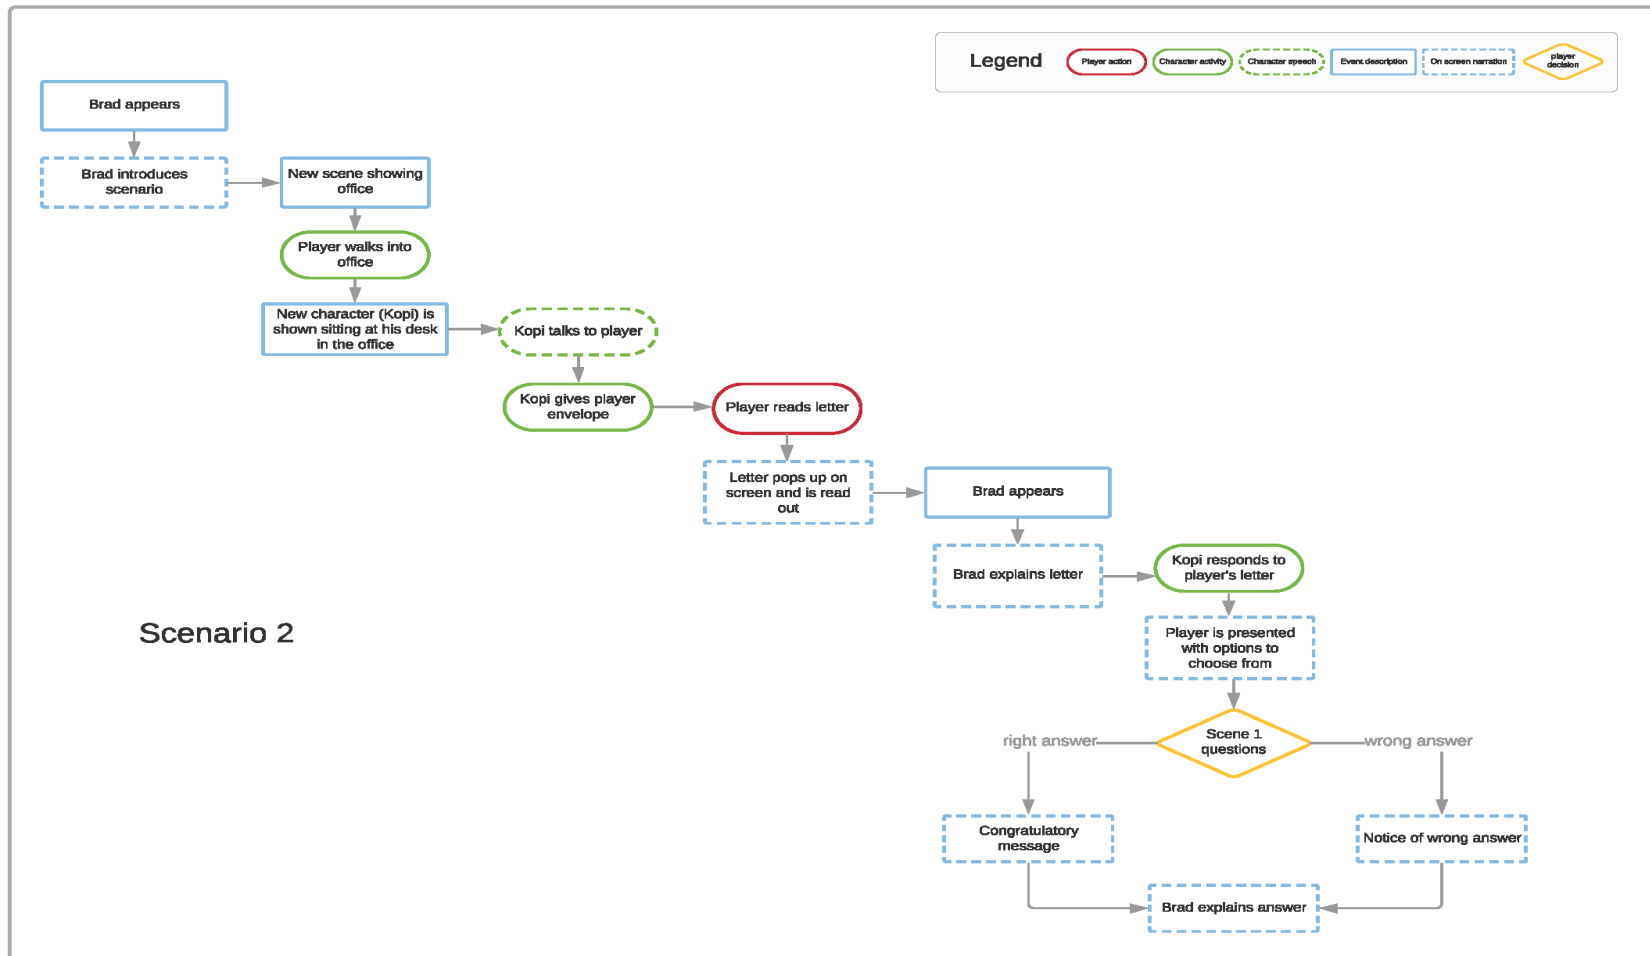 Legend
Player action
Character activity
Character speech
Event description
On screen narration
player
decision
Brad appears
Brad introduces
scenario
New scene showing
office
Player walks into
office
New character (Kopi) is
shown sitting at his desk
in the office
Kopi talks to player
Kopi gives player
envelope
Player reads letter
Letter pops up on
screen and is read
out
Brad appears
Brad explains letter
Kopi responds to
player's letter
Scenario 2
Player is presented
with options to
choose from
Scene 1
questions
right answer
wrong answer
Congratulatory
message
Notice of wrong answer
Brad explains answer